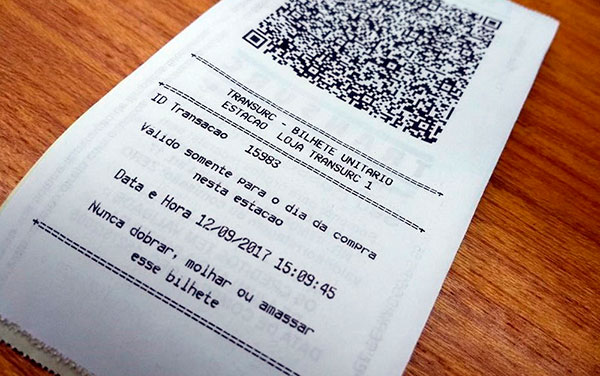 TRANSURC - BILHETE UNITARIO
ESTACAO LOJA TRANSURC 1
ID Transacao 15983
Valido somente para o dia da compra
nesta estacao
Data e Hora 12/09/2017 15:09:45
Nunca dobrar, molhar ou amassar
esse bilhete